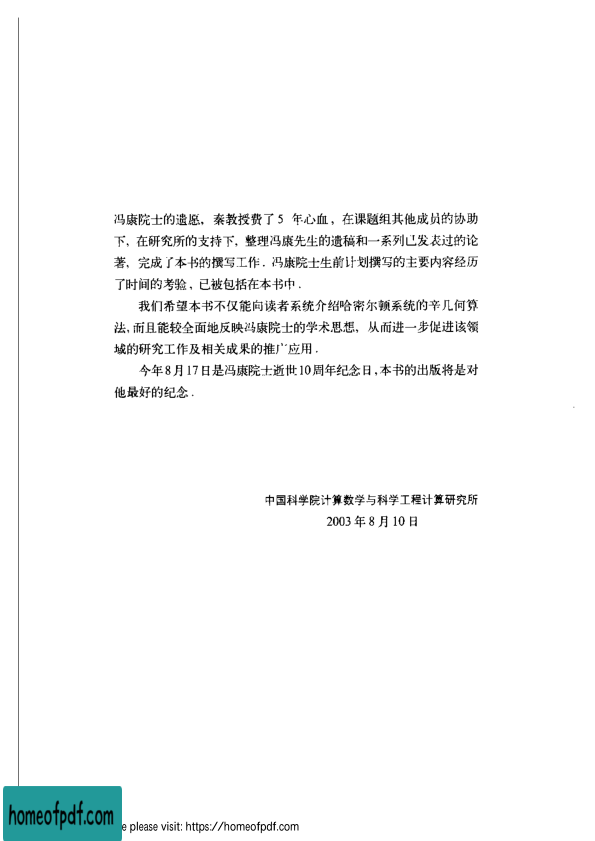 冯康院士的遗愿，秦教授费了 5 年心血，在课题组其他成员的协助
下，在研究所的支持下，整理冯康先生的遗稿和一系列已发表过的论
著，完成了本书的撰写工作．冯康院士生前计划撰写的主要内容经历
了时间的考验，已被包括在本书中．
我们希望本书不仅能向读者系统介绍哈密尔顿系统的辛几何算
法，而且能较全面地反映冯康院士的学术思想，从而进一步促进该领
域的研究工作及相关成果的推广应用．
今年8月17日是冯康院士逝世10周年纪念日，本书的出版将是对
他最好的纪念．
中国科学院计算数学与科学工程计算研究所
2003 年 8 月 10 日
homeofpdf.com
e please visit: https://homeofpdf.com